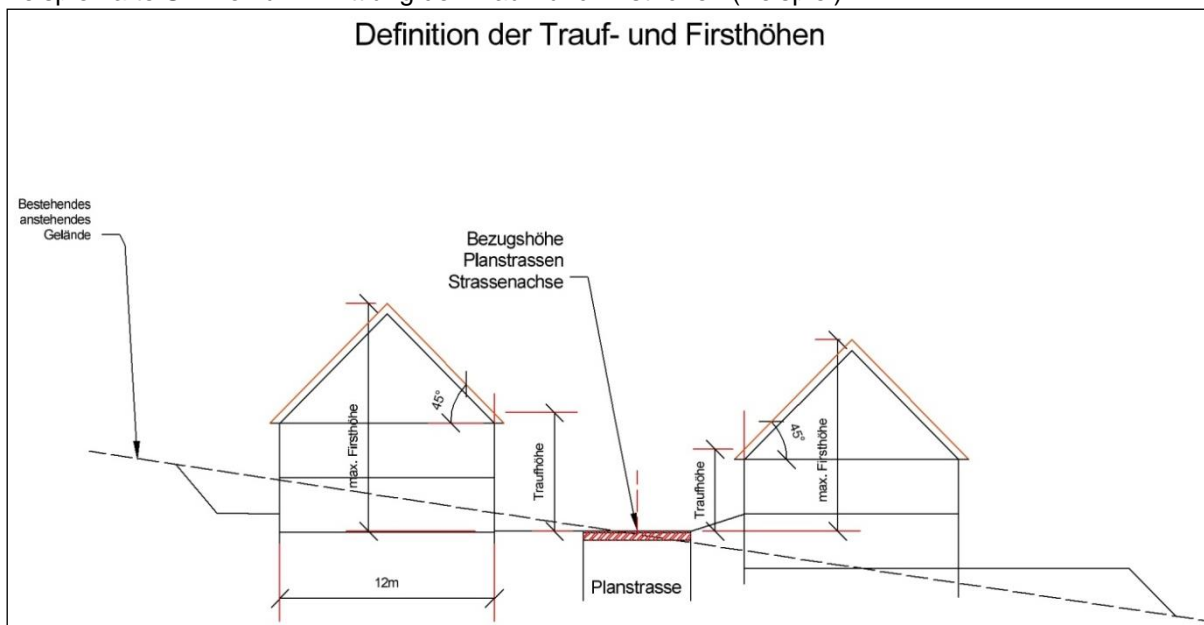 Definition der Trauf- und Firsthöhen
Bestehendes
anstehendes
Gelände
Bezugshöhe
Planstrassen
Strassenachse
45°
max. Firsthöhe
Traufhöhe
45°
Traufhöhe
max. Firsthöhe
12m
Planstrasse